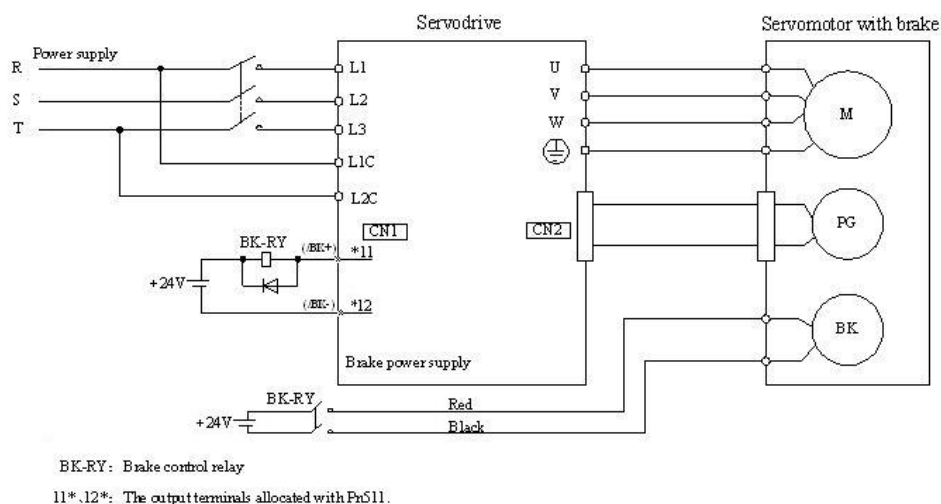 Servodrive
Servomotor with brake
Power supply
R
S
T
L1
L2
L3
L1C
L2C
U
V
W
M
CN1
CN2
PG
BK-RY
(/BK+)
*11
+24V
(/BK-)
*12
BK
Brake power supply
BK-RY
+24V
Red
Black
BK-RY: Brake control relay
11*、12*: The output terminals allocated with Pn511.